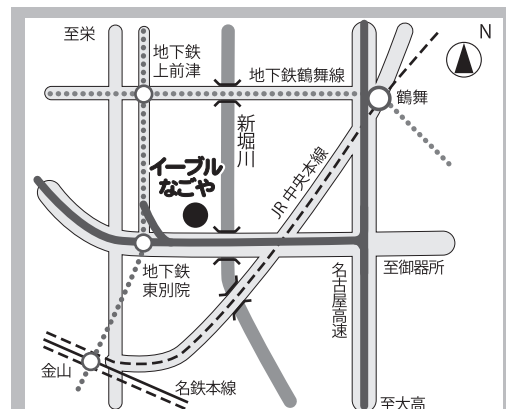 至栄
N
地下鉄
上前津
地下鉄鶴舞線
鶴舞
新堀川
イーブル
なごや
JR中央本線
地下鉄
東別院
名古屋高速
至御器所
金山
名鉄本線
至大高